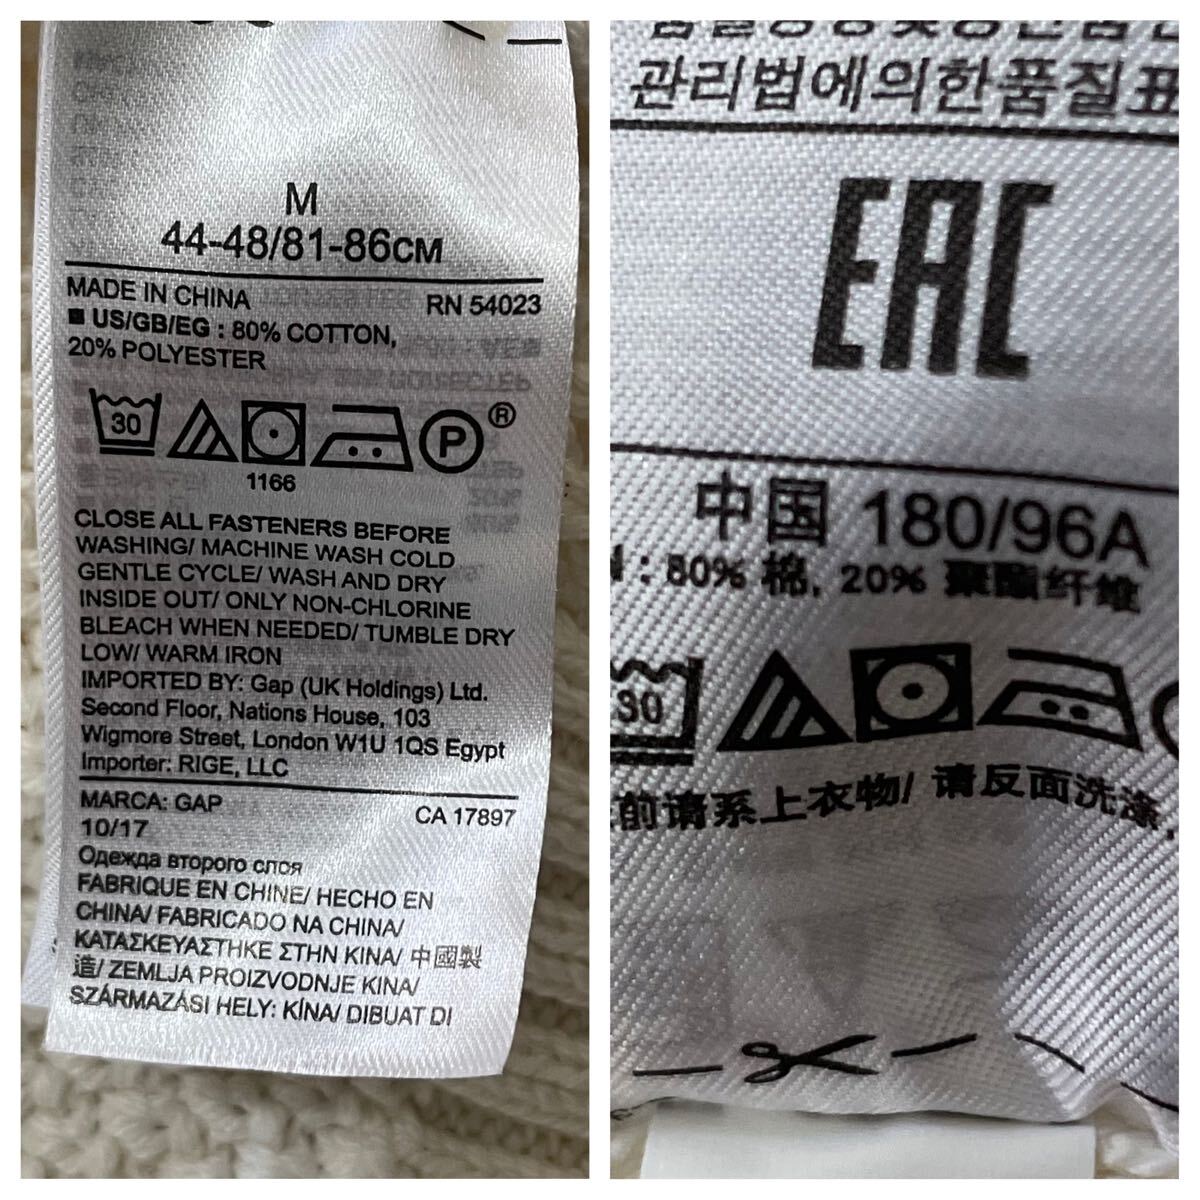 M
44-48/81-86CM
MADE IN CHINA
RN 54023
■ US/GB/EG : 80% COTTON,
20% POLYESTER
30
P
®
1166
CLOSE ALL FASTENERS BEFORE
WASHING/ MACHINE WASH COLD
GENTLE CYCLE/ WASH AND DRY
INSIDE OUT/ ONLY NON-CHLORINE
BLEACH WHEN NEEDED/ TUMBLE DRY
LOW/ WARM IRON
IMPORTED BY: Gap (UK Holdings) Ltd.
Second Floor, Nations House, 103
Wigmore Street, London W1U 1QS Egypt
Importer: RIGE, LLC
MARCA: GAP
CA 17897
10/17
Одежда второго слоя
FABRIQUE EN CHINE/ HECHO EN
CHINA/ FABRICADO NA CHINA/
ΚΑΤΑΣΚΕΥΑΣΤΗΚΕ ΣΤΗΝ ΚΙΝΑ/ 中國製
造/ ZEMLJA PROIZVODNJE KINA/
SZÁRMAZÁSI HELY: KÍNA/ DIBUAT DI
관리법에의한품질표
EAC
中国 180/96A
: 80% 棉, 20% 聚酯纤维
30
前请系上衣物/ 请反面洗涤,